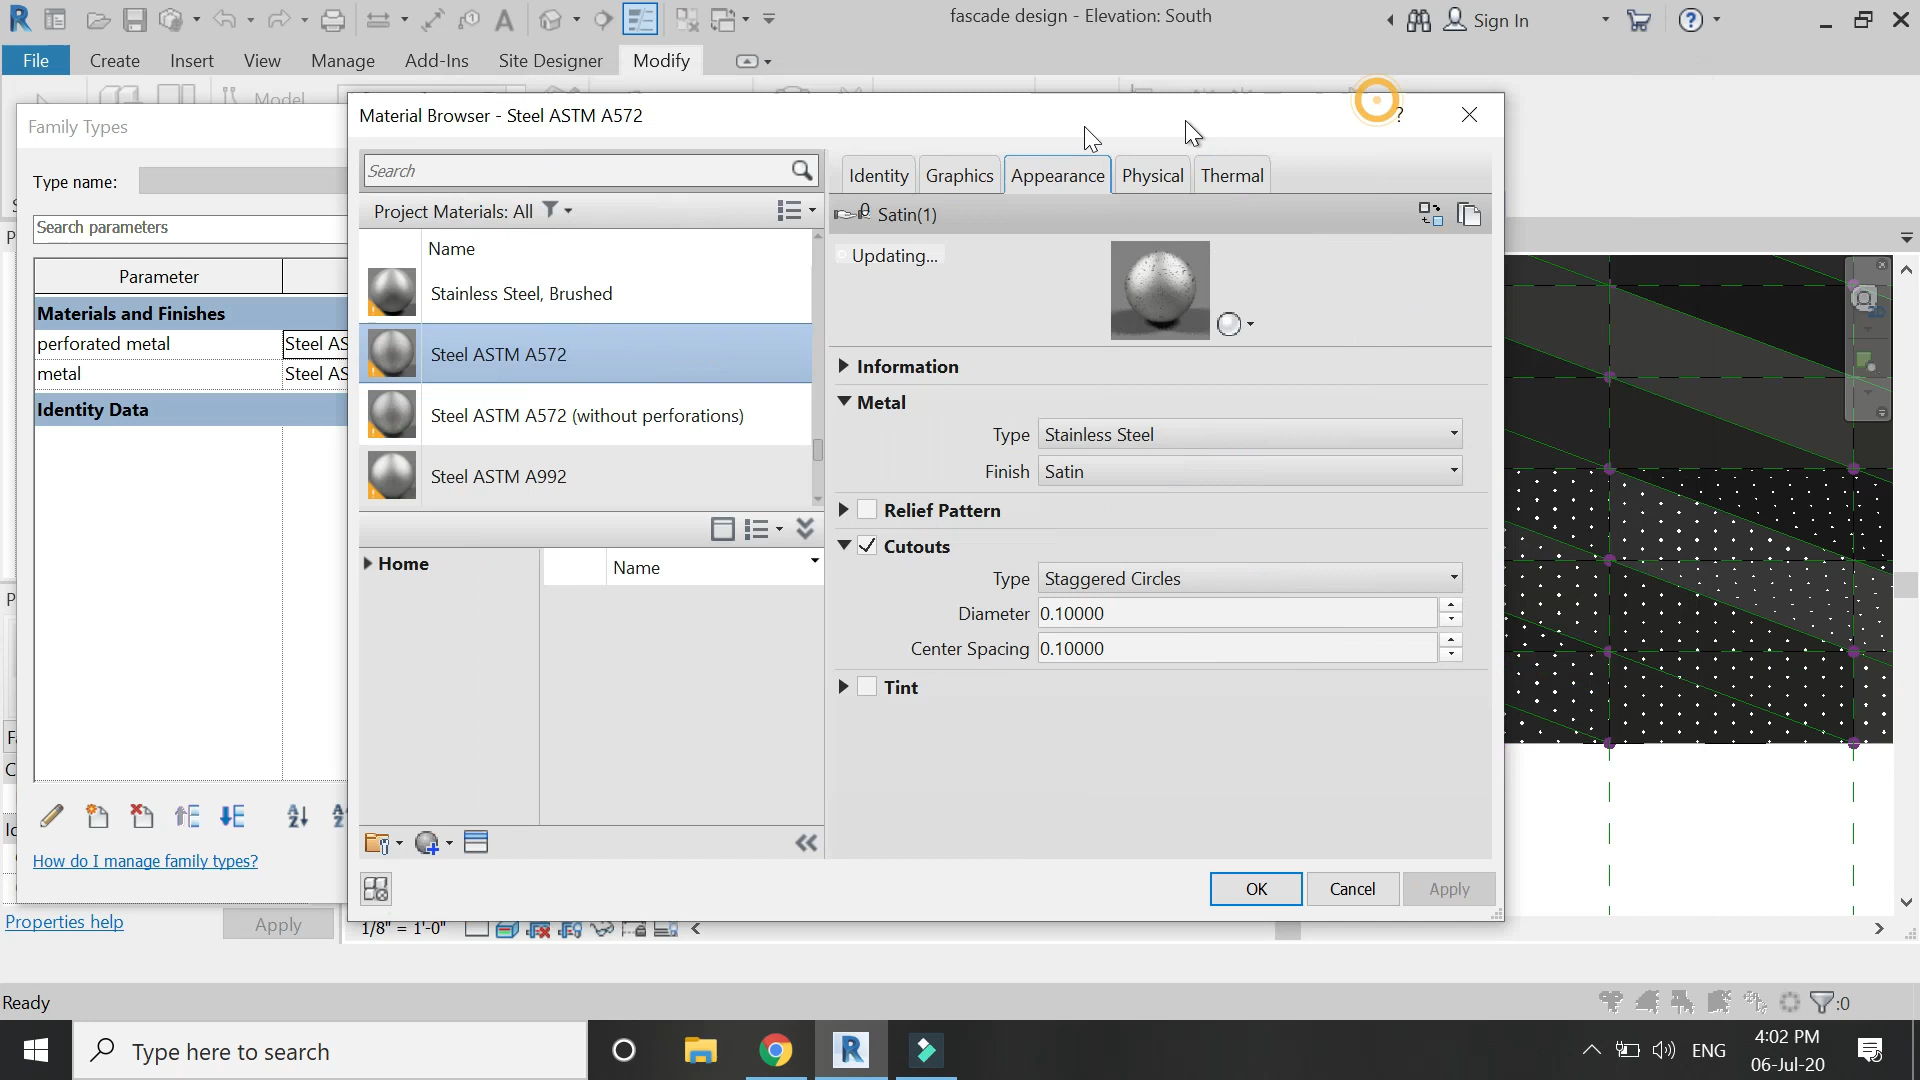 fascade design - Elevation: South
Sign In
File
Create
Insert
View
Manage
Add-Ins
Site Designer
Modify
Model
Family Types
Material Browser - Steel ASTM A572
?
Type name:
Search
Identity
Graphics
Appearance
Physical
Thermal
Search parameters
Project Materials: All
Satin(1)
Name
Updating...
Parameter
Stainless Steel, Brushed
Materials and Finishes
perforated metal
Steel AS
metal
Steel AS
Identity Data
Steel ASTM A572
Steel ASTM A572 (without perforations)
Steel ASTM A992
Information
Metal
Type
Stainless Steel
Finish
Satin
Relief Pattern
Cutouts
Type
Staggered Circles
Diameter
0.10000
Center Spacing
0.10000
Tint
Home
Name
How do I manage family types?
OK
Cancel
Apply
Properties help
Apply
1/8" = 1'-0"
Ready
:0
Type here to search
ENG
4:02 PM
06-Jul-20